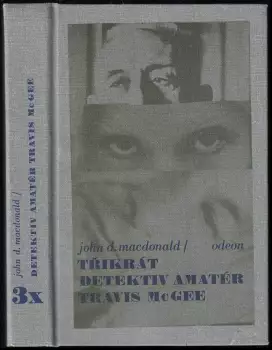 john d. macdonald /
DETEKTIV AMATÉR TRAVIS McGEE
3x
john d. macdonald / odeon
TŘIKRÁT
DETEKTIV AMATÉR
TRAVIS McGEE